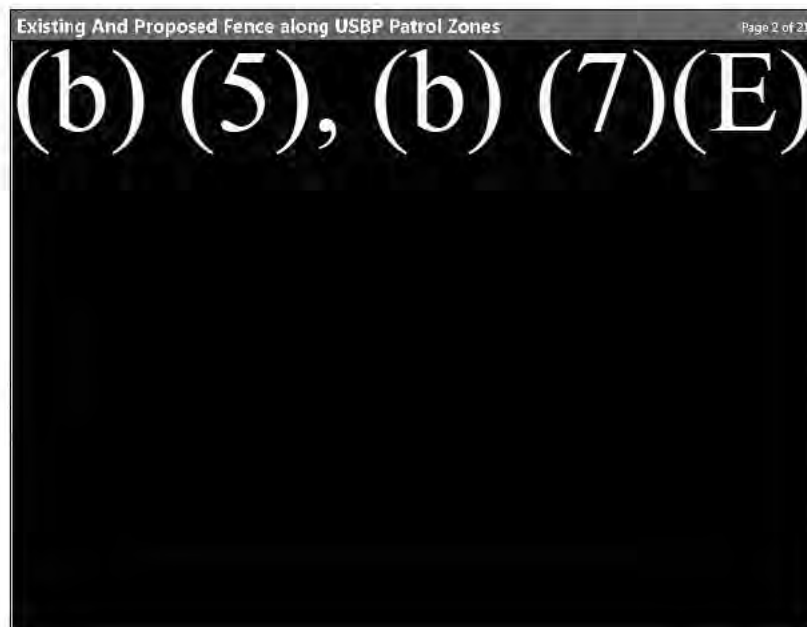 Existing And Proposed Fence along USBP Patrol Zones
Page 2 of 21
(b) (5), (b) (7)(E)